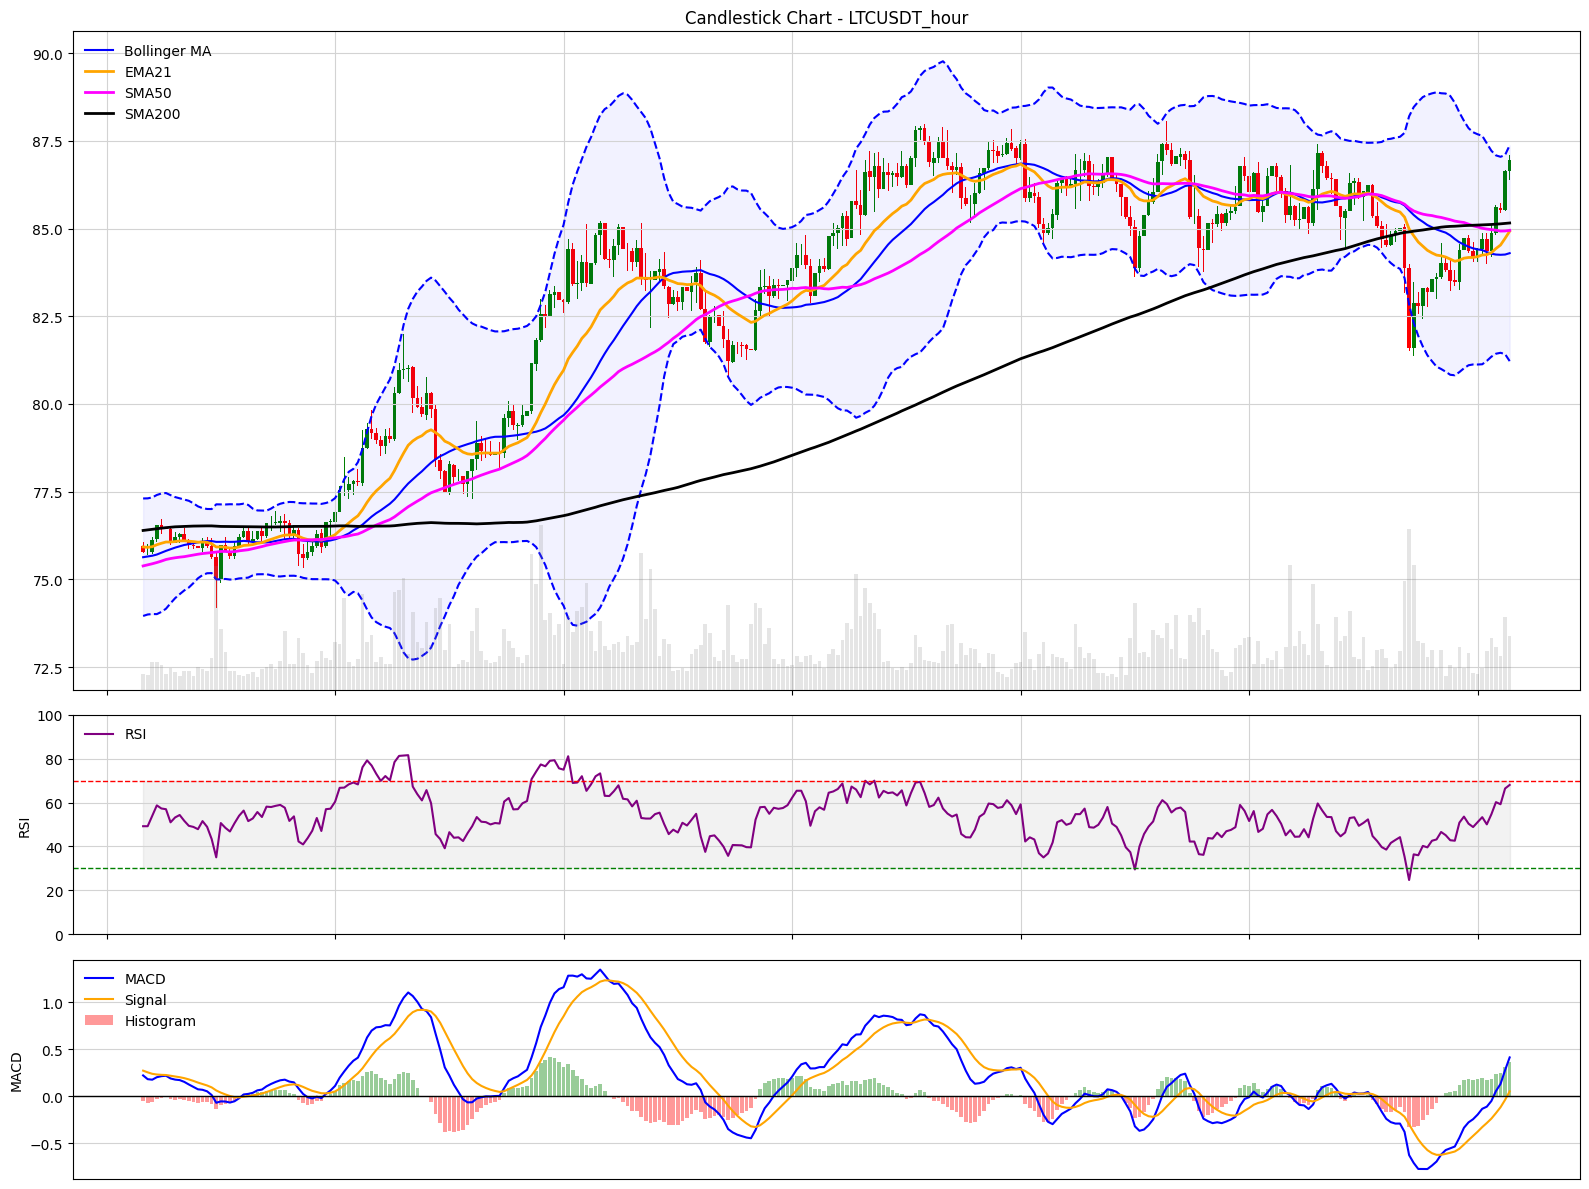 Candlestick Chart - LTCUSDT_hour
Bollinger MA
EMA21
SMA50
SMA200
90.0
87.5
85.0
82.5
80.0
77.5
75.0
72.5
RSI
100
80
60
40
20
0
RSI
MACD
Signal
Histogram
1.0
0.5
0.0
−0.5
MACD